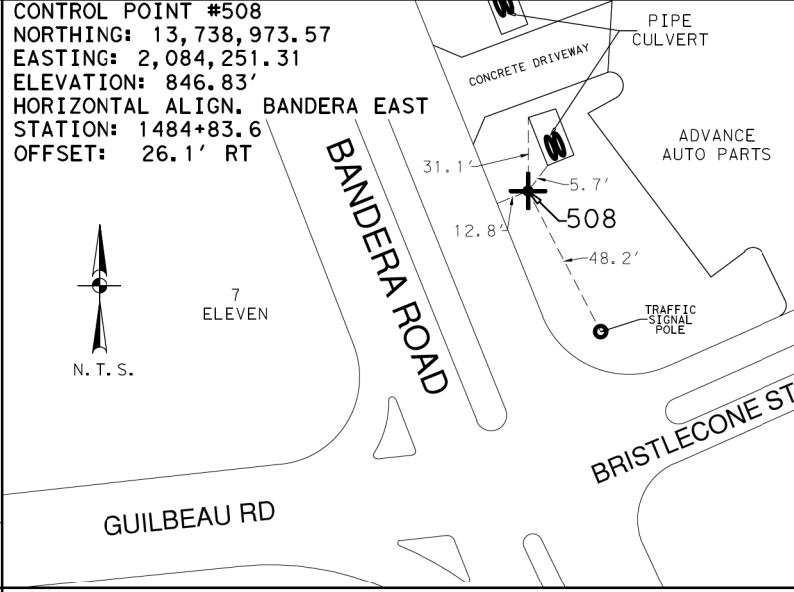 CONTROL POINT #508
NORTHING: 13,738,973.57
EASTING: 2,084,251.31
ELEVATION: 846.83'
HORIZONTAL ALIGN. BANDERA EAST
STATION: 1484+83.6
OFFSET: 26.1' RT
PIPE
CULVERT
CONCRETE DRIVEWAY
ADVANCE
AUTO PARTS
31.1'
5.7'
508
12.8'
48.2'
BANDERA ROAD
7
ELEVEN
N.T.S.
TRAFFIC
SIGNAL
POLE
BRISTLECONE ST
GUILBEAU RD